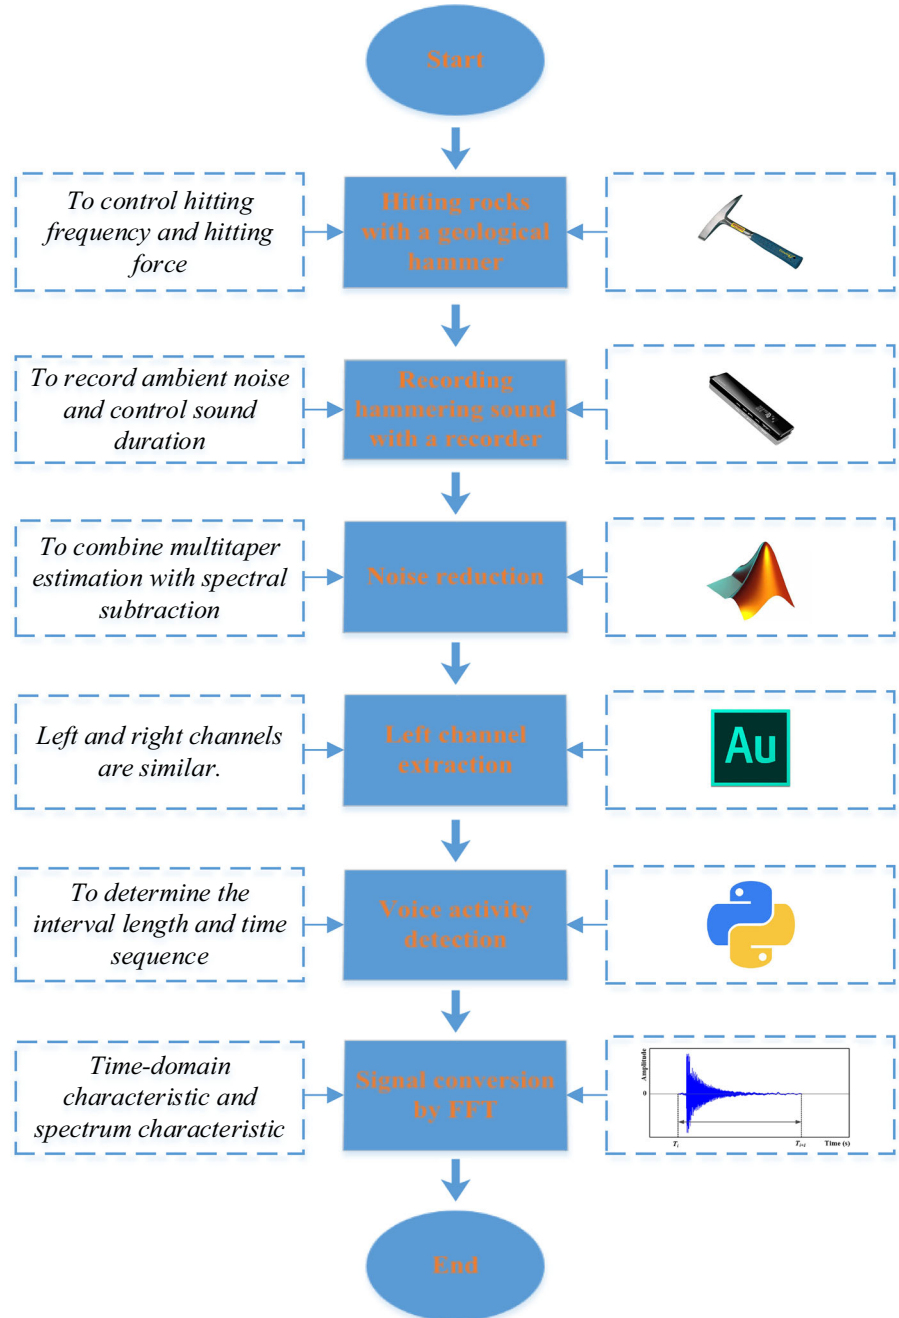 Start
To control hitting
frequency and hitting
force
Hitting rocks
with a geological
hammer
To record ambient noise
and control sound
duration
Recording
hammering sound
with a recorder
To combine multitaper
estimation with spectral
subtraction
Noise reduction
Left and right channels
are similar.
Left channel
extraction
Au
To determine the
interval length and time
sequence
Voice activity
detection
Time-domain
characteristic and
spectrum characteristic
Signal conversion
by FFT
Amplitude
0
Ti
Ti+1
Time (s)
End